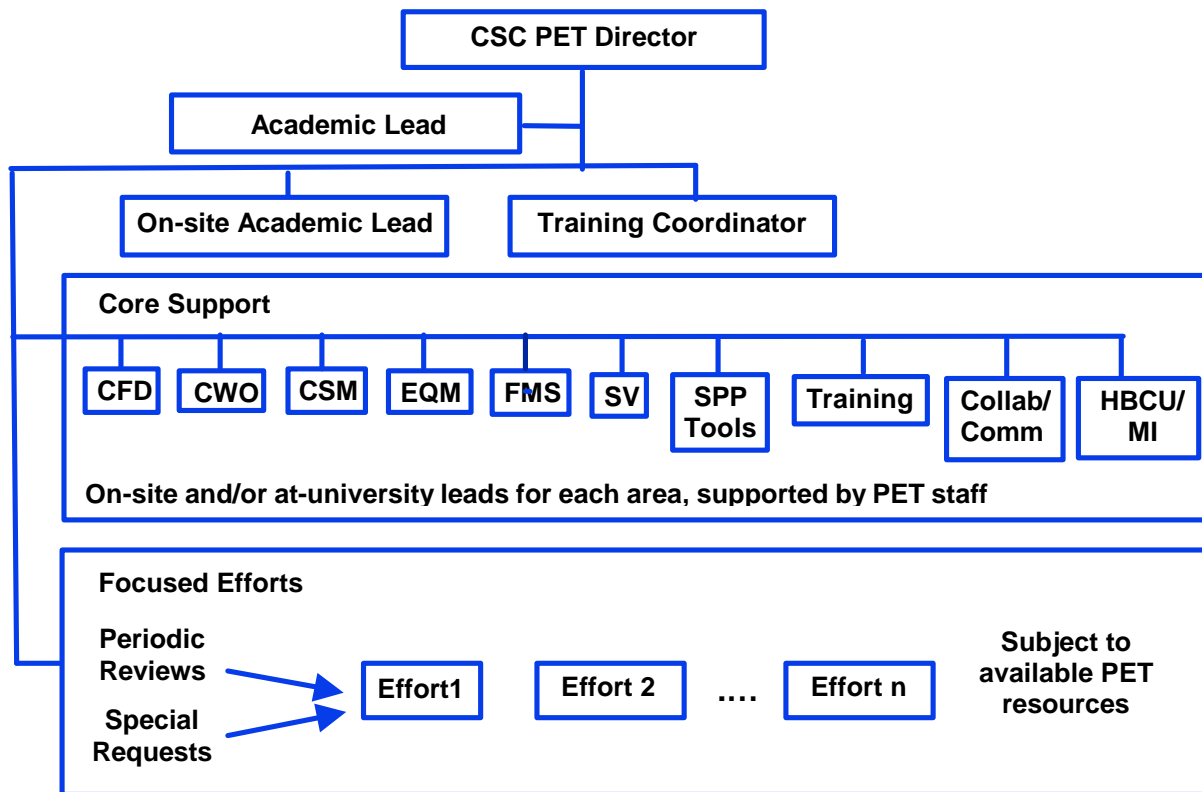 CSC PET Director
Academic Lead
On-site Academic Lead
Training Coordinator
Core Support
CFD
CWO
CSM
EQM
FMS
SV
SPP
Tools
Training
Collab/
Comm
HBCU/
MI
On-site and/or at-university leads for each area, supported by PET staff
Focused Efforts
Periodic
Reviews
Special
Requests
Effort1
Effort 2
....
Effort n
Subject to
available PET
resources